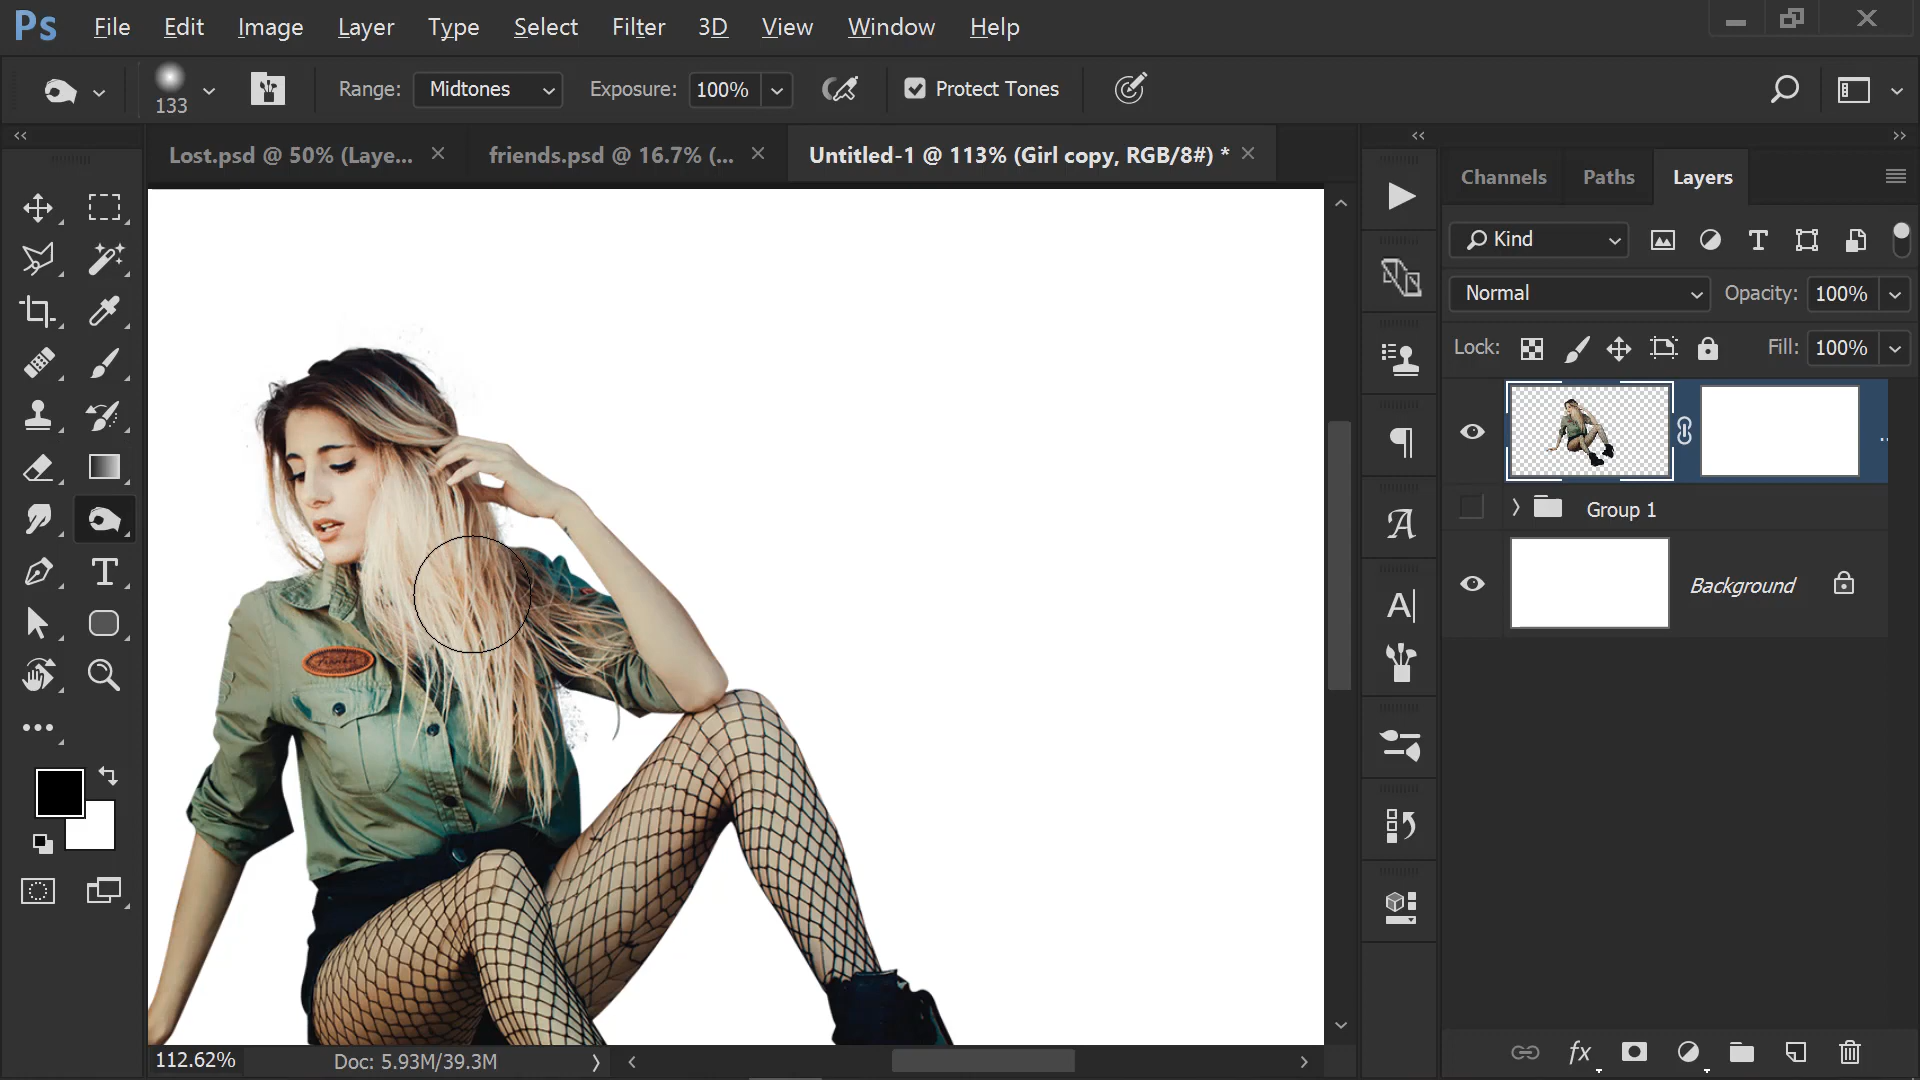 Ps File Edit Image Layer Type Select Filter 3D View Window Help
133 Range: Midtones Exposure: 100% Protect Tones
Lost.psd @ 50% (Laye... friends.psd @ 16.7% (... Untitled-1 @ 113% (Girl copy, RGB/8#) *
Channels Paths Layers
Kind
Normal Opacity: 100%
Lock: Fill: 100%
Group 1
Background
112.62% Doc: 5.93M/39.3M
fx